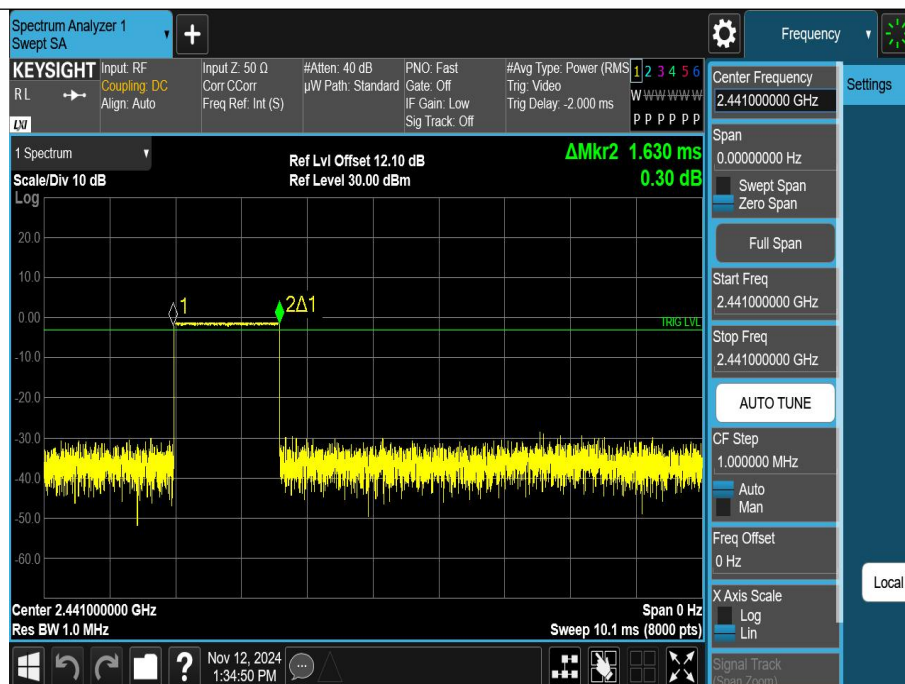 Spectrum Analyzer 1
Swept SA
Frequency
KEYSIGHT
RL
LXI
Input: RF
Coupling: DC
Align: Auto
Input Z: 50 Ω
Corr CCorr
Freq Ref: Int (S)
#Atten: 40 dB
µW Path: Standard
PNO: Fast
Gate: Off
IF Gain: Low
Sig Track: Off
#Avg Type: Power (RMS
Trig: Video
Trig Delay: -2.000 ms
1 2 3 4 5 6
W W W W W W
P P P P P P
1 Spectrum
Scale/Div 10 dB
Log
Ref Lvl Offset 12.10 dB
Ref Level 30.00 dBm
ΔMkr2 1.630 ms
0.30 dB
20.0
10.0
0.00
-10.0
-20.0
-30.0
-40.0
-50.0
-60.0
1
2Δ1
TRIG LVL
Center 2.441000000 GHz
Res BW 1.0 MHz
Span 0 Hz
Sweep 10.1 ms (8000 pts)
?
Nov 12, 2024
1:34:50 PM
Center Frequency
2.441000000 GHz
Span
0.00000000 Hz
Swept Span
Zero Span
Full Span
Start Freq
2.441000000 GHz
Stop Freq
2.441000000 GHz
AUTO TUNE
CF Step
1.000000 MHz
Auto
Man
Freq Offset
0 Hz
X Axis Scale
Log
Lin
Signal Track
(Span Zoom)
Settings
Local